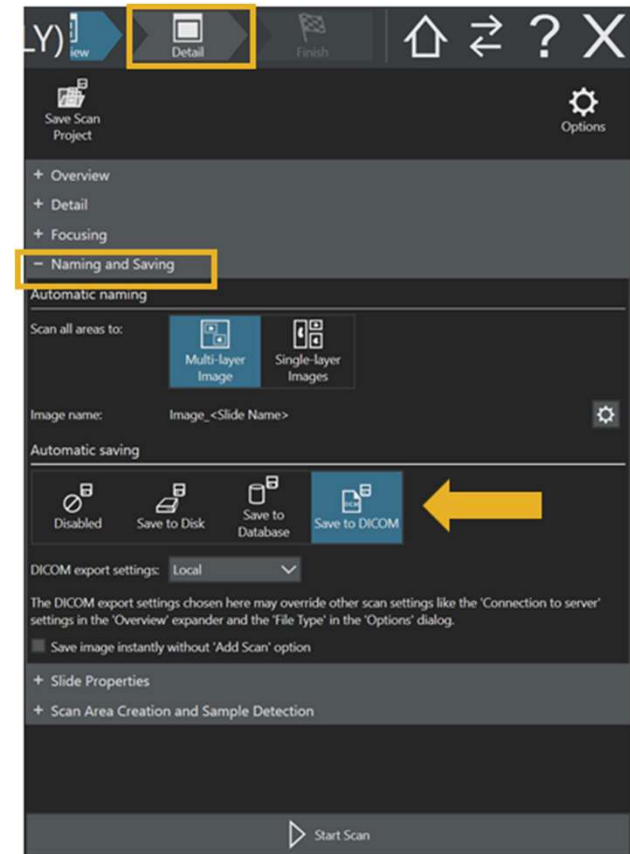 LY)
iew
Detail
Finish
?
X
Save Scan
Project
Options
+ Overview
+ Detail
+ Focusing
− Naming and Saving
Automatic naming
Scan all areas to:
Multi-layer
Image
Single-layer
Images
Image name: Image_<Slide Name>
Automatic saving
Disabled
Save to Disk
Save to
Database
DCM
Save to DICOM
DICOM export settings: Local
The DICOM export settings chosen here may override other scan settings like the 'Connection to server'
settings in the 'Overview' expander and the 'File Type' in the 'Options' dialog.
Save image instantly without 'Add Scan' option
+ Slide Properties
+ Scan Area Creation and Sample Detection
Start Scan